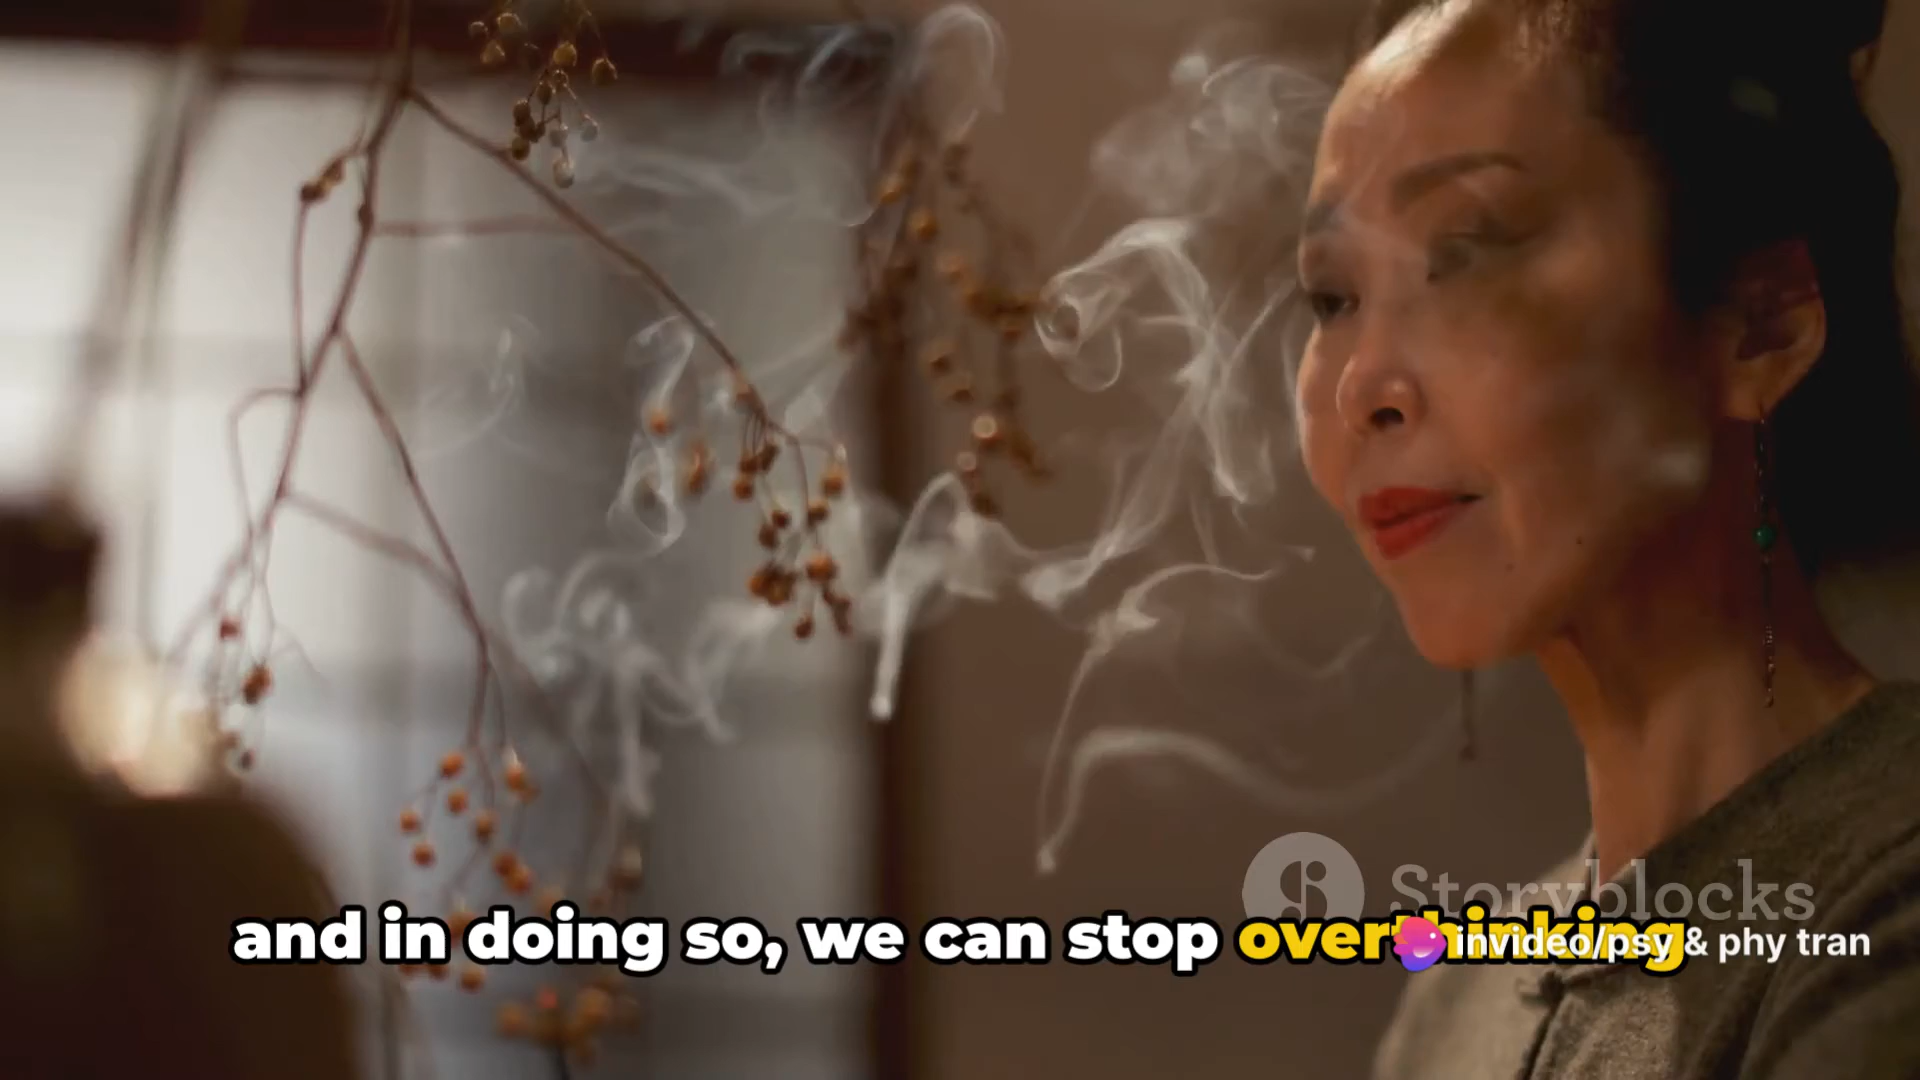 Storyblocks
and in doing so, we can stop overthinking
invideo/psy & phy tran